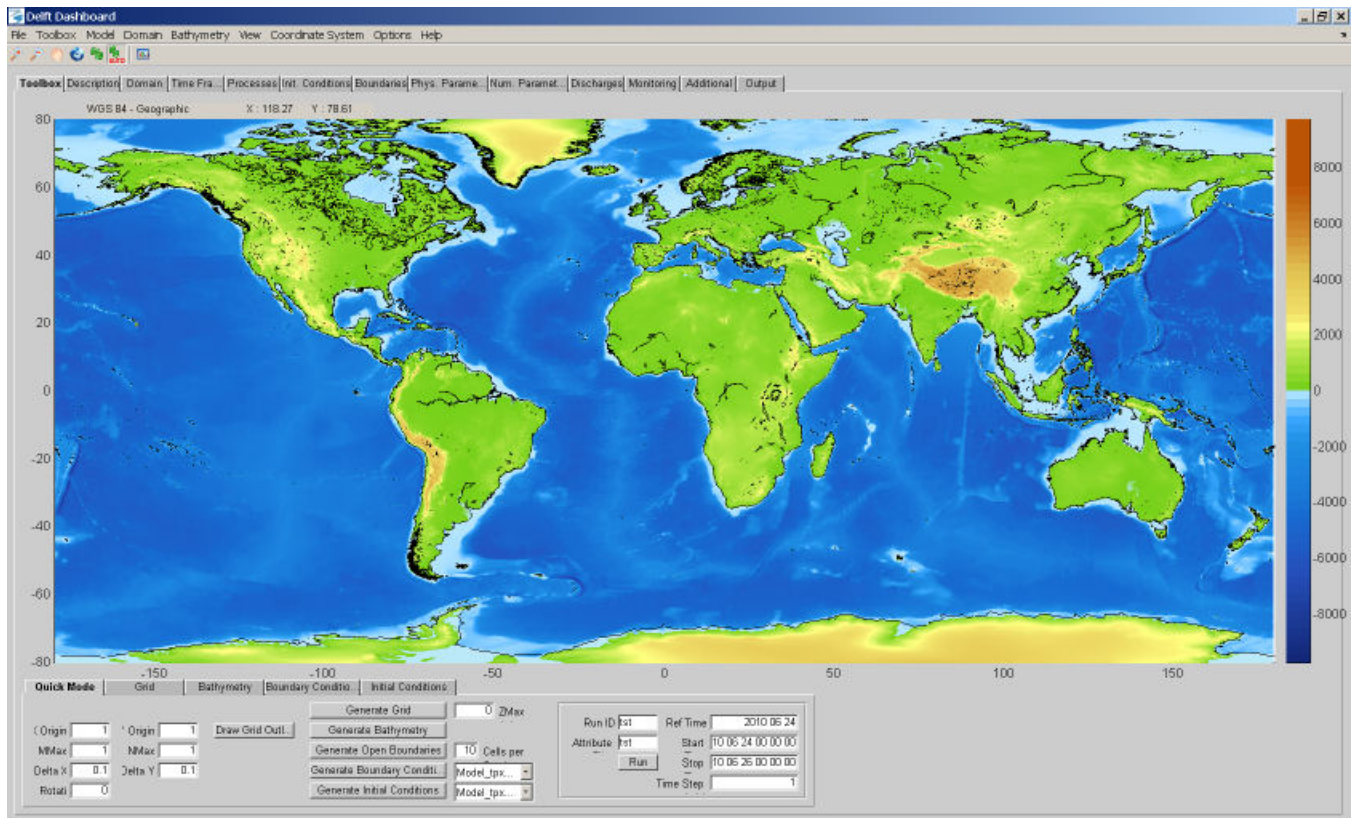 Delft Dashboard
File Toolbox Model Domain Bathymetry View Coordinate System Options Help
Toolbox Description Domain Time Fra... Processes Init. Conditions Boundaries Phys. Parame... Num. Paramet... Discharges Monitoring Additional Output
WGS 84 - Geographic X : 118.27 Y : 78.61
80
60
40
20
0
-20
-40
-60
-80
-150 -100 -50 0 50 100 150
8000
6000
4000
2000
0
-2000
-4000
-6000
-8000
Quick Mode Grid Bathymetry Boundary Conditio... Initial Conditions
Generate Grid 0 ZMax
Origin 1 Origin 1 Draw Grid Outl... Generate Bathymetry
MMax 1 NMax 1 Generate Open Boundaries 10 Cells per
Delta X 0.1 Delta Y 0.1 Generate Boundary Conditi... Model_tpx...
Rotati 0 Generate Initial Conditions Model_tpx...
Run ID tst Ref Time 2010 06 24
Attribute tst Start 10 06 24 00 00 00
Run Stop 10 06 26 00 00 00
Time Step 1